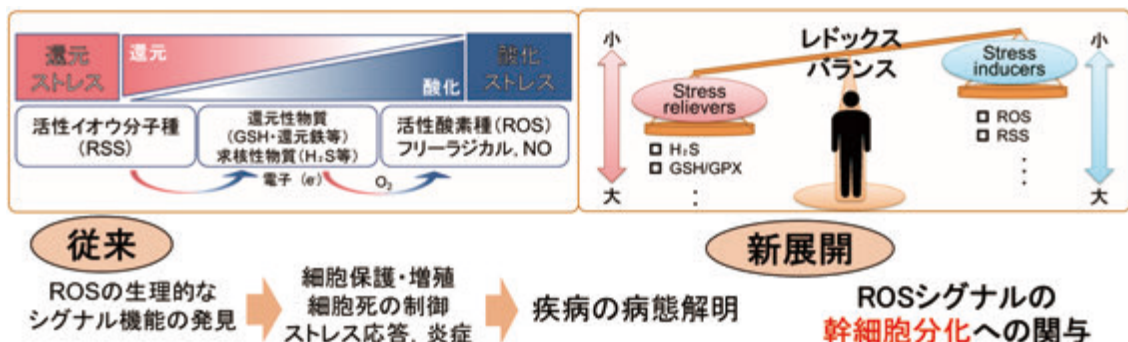 還元
ストレス
還元
酸化
酸化
ストレス
活性イオウ分子種
(RSS)
還元性物質
(GSH・還元鉄等)
求核性物質(H₂S等)
活性酸素種(ROS)
フリーラジカル, NO
電子 (e⁻)
O₂
小
大
レドックス
バランス
Stress
relievers
□ H₂S
□ GSH/GPX
⋮
Stress
inducers
□ ROS
□ RSS
⋮
小
大
従来
ROSの生理的な
シグナル機能の発見
細胞保護・増殖
細胞死の制御
ストレス応答, 炎症
疾病の病態解明
新展開
ROSシグナルの
幹細胞分化への関与